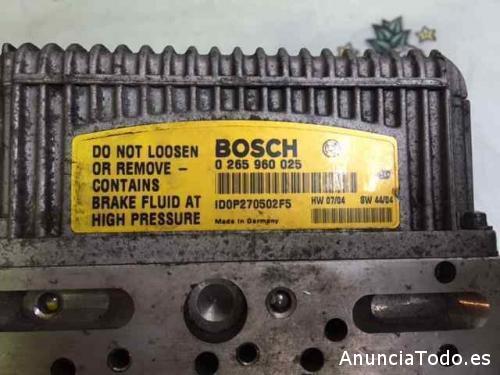 DO NOT LOOSEN
OR REMOVE -
CONTAINS
BRAKE FLUID AT
HIGH PRESSURE
BOSCH
0 265 960 025
ID0P270502F5
HW 07/04 SW 44/04
Made in Germany
AnunciaTodo.es